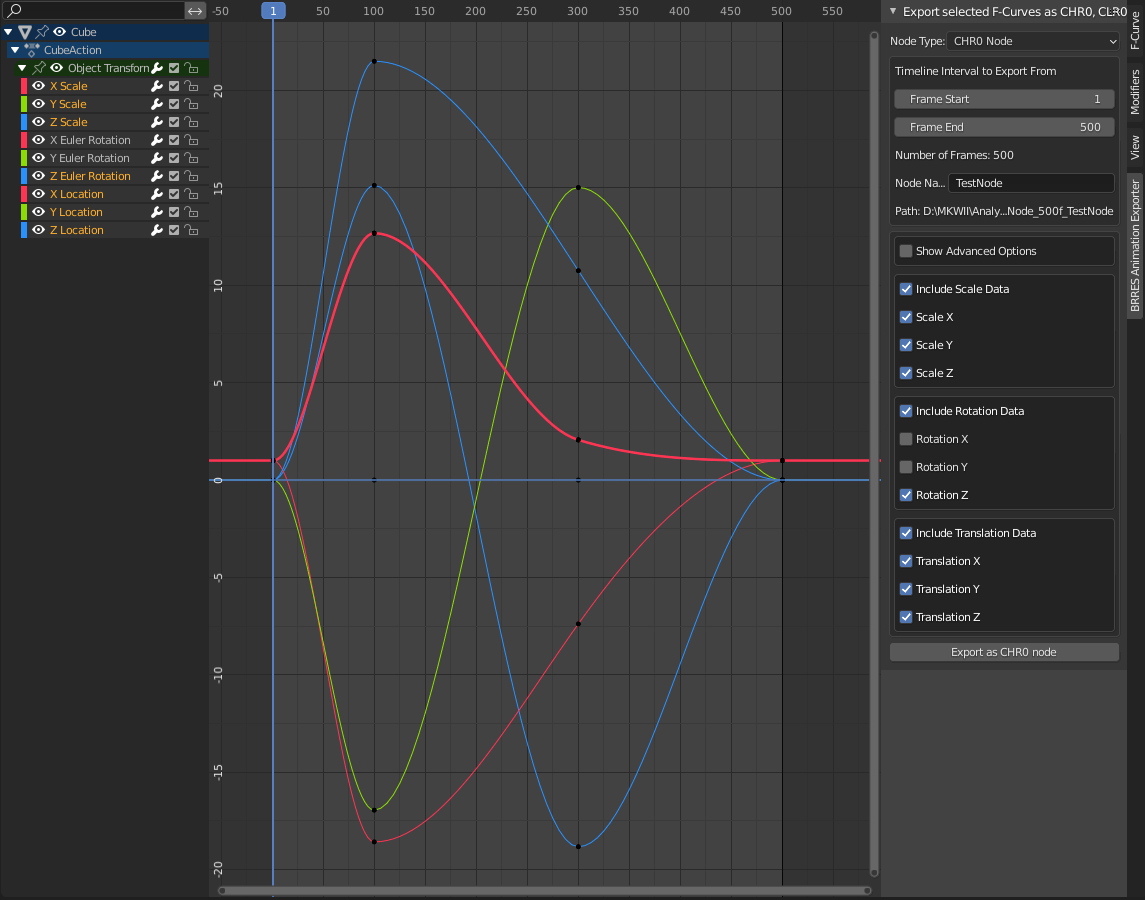 -50 1 50 100 150 200 250 300 350 400 450 500 550
Cube
CubeAction
Object Transform
X Scale
Y Scale
Z Scale
X Euler Rotation
Y Euler Rotation
Z Euler Rotation
X Location
Y Location
Z Location
20
15
10
5
0
-5
-10
-15
-20
Export selected F-Curves as CHR0, CLR0
Node Type: CHR0 Node
Timeline Interval to Export From
Frame Start 1
Frame End 500
Number of Frames: 500
Node Na... TestNode
Path: D:\MKWII\Analy...Node_500f_TestNode
Show Advanced Options
Include Scale Data
Scale X
Scale Y
Scale Z
Include Rotation Data
Rotation X
Rotation Y
Rotation Z
Include Translation Data
Translation X
Translation Y
Translation Z
Export as CHR0 node
F-Curve
Modifiers
View
BRRES Animation Exporter